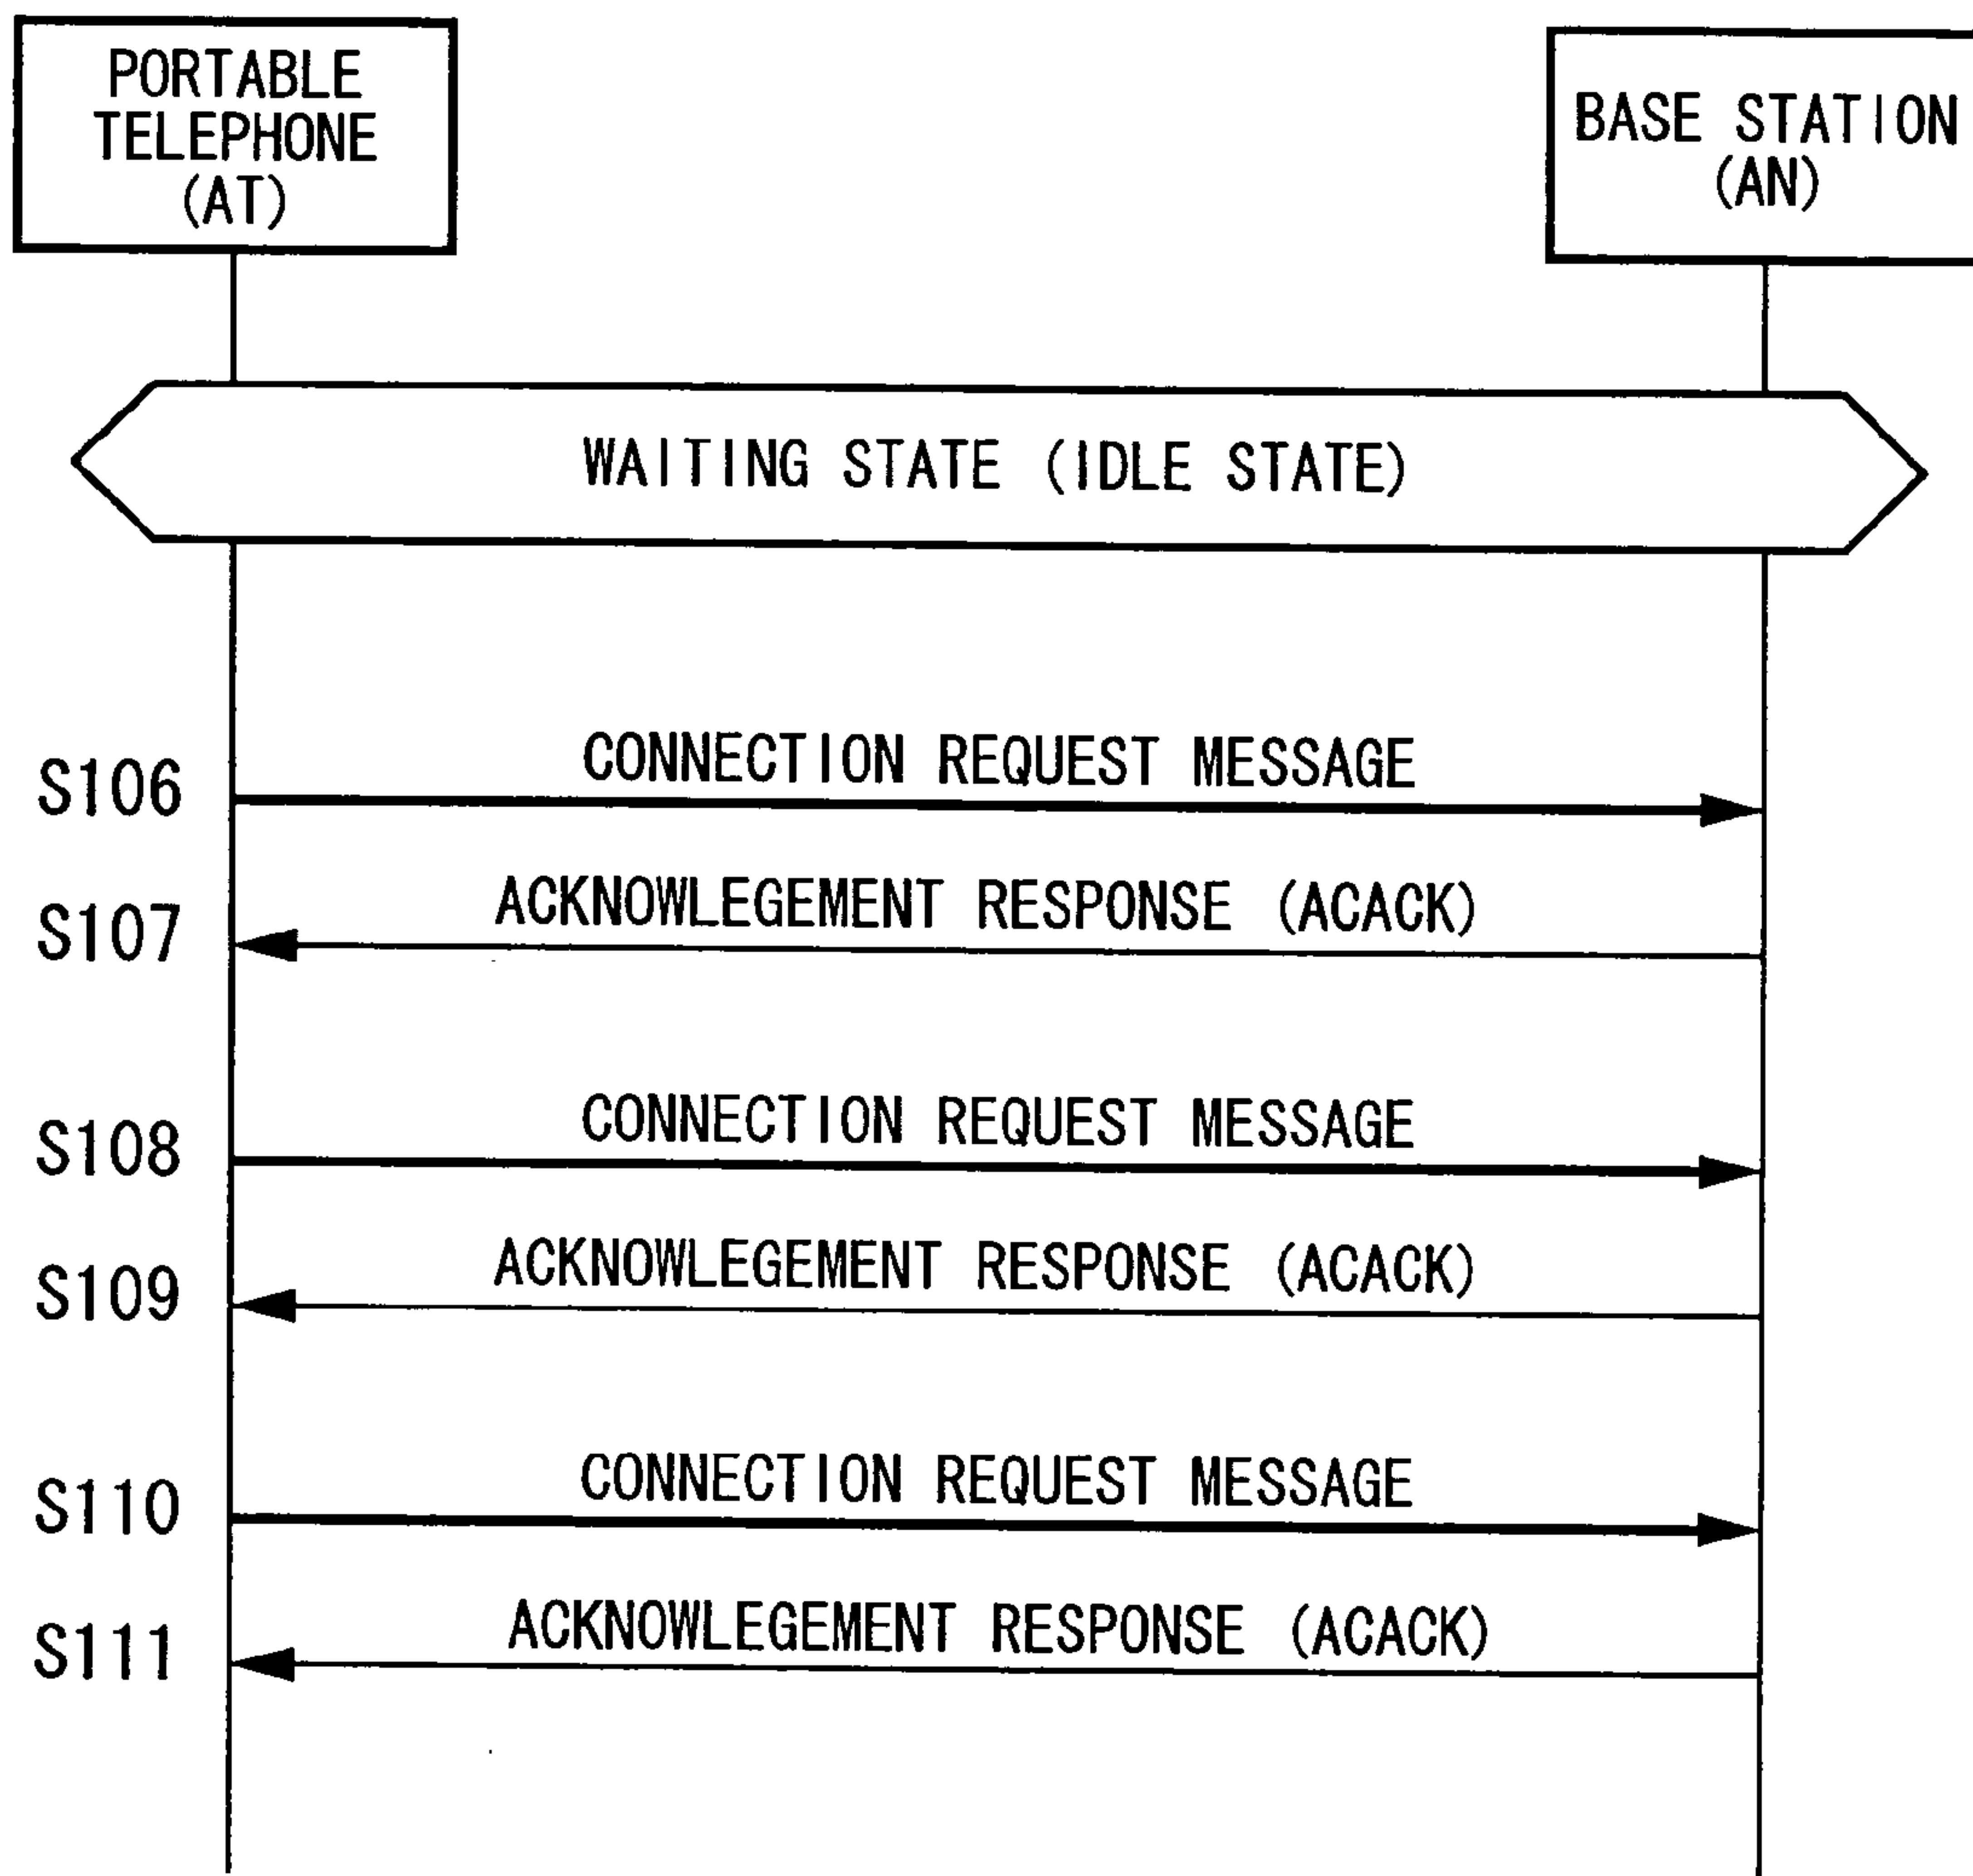 PORTABLE
TELEPHONE
(AT)
BASE STATION
(AN)
WAITING STATE (IDLE STATE)
CONNECTION REQUEST MESSAGE
S106
ACKNOWLEGEMENT RESPONSE (ACACK)
S107
CONNECTION REQUEST MESSAGE
S108
ACKNOWLEGEMENT RESPONSE (ACACK)
S109
CONNECTION REQUEST MESSAGE
S110
ACKNOWLEGEMENT RESPONSE (ACACK)
S111